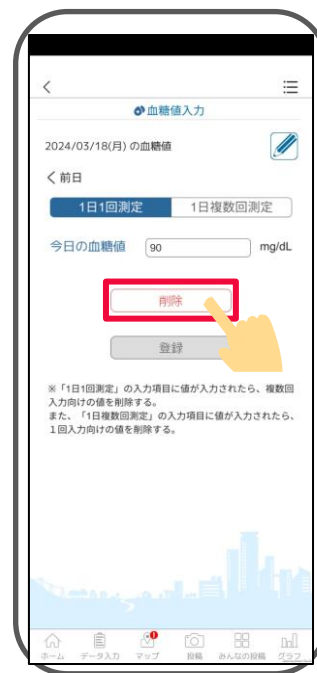 血糖値入力
2024/03/18(月) の血糖値
前日
1日1回測定 1日複数回測定
今日の血糖値 90 mg/dL
削除
登録
※「1日1回測定」の入力項目に値が入力されたら、複数回
入力向けの値を削除する。
また、「1日複数回測定」の入力項目に値が入力されたら、
1回入力向けの値を削除する。
ホーム データ入力 マップ 投稿 みんなの投稿 グラフ